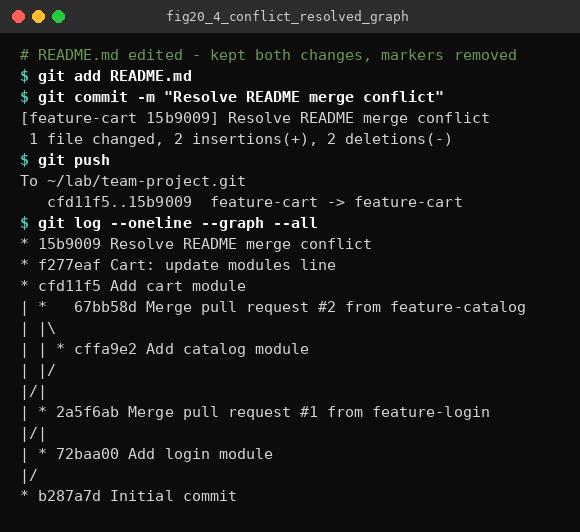 fig20_4_conflict_resolved_graph
# README.md edited - kept both changes, markers removed
$ git add README.md
$ git commit -m "Resolve README merge conflict"
[feature-cart 15b9009] Resolve README merge conflict
 1 file changed, 2 insertions(+), 2 deletions(-)
$ git push
To ~/lab/team-project.git
   cfd11f5..15b9009  feature-cart -> feature-cart
$ git log --oneline --graph --all
* 15b9009 Resolve README merge conflict
* f277eaf Cart: update modules line
* cfd11f5 Add cart module
| *   67bb58d Merge pull request #2 from feature-catalog
| |\
| | * cffa9e2 Add catalog module
| |/
|/|
| * 2a5f6ab Merge pull request #1 from feature-login
|/|
| * 72baa00 Add login module
|/
* b287a7d Initial commit